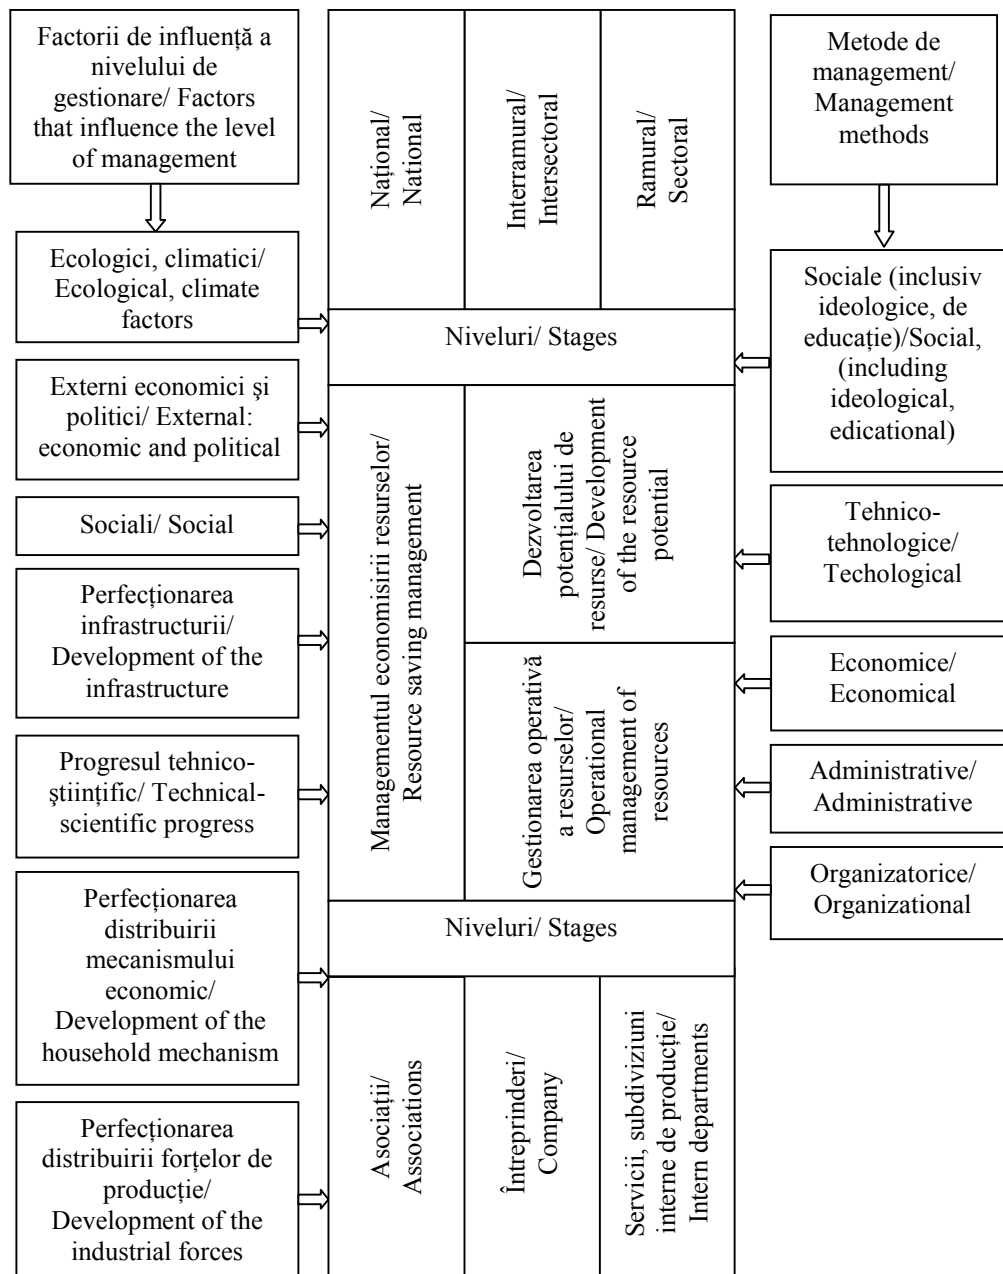 Factorii de influență a
nivelului de
gestionare/ Factors
that influence the level
of management
Ecologici, climatici/
Ecological, climate
factors
Externi economici şi
politici/ External:
economic and political
Sociali/ Social
Perfecționarea
infrastructurii/
Development of the
infrastructure
Progresul tehnico-
ştiințific/ Technical-
scientific progress
Perfecționarea
distribuirii
mecanismului
economic/
Development of the
household mechanism
Perfecționarea
distribuirii forțelor de
producție/
Development of the
industrial forces
Național/
National
Interramural/
Intersectoral
Ramural/
Sectoral
Niveluri/ Stages
Managementul economisirii resurselor/
Resource saving management
Dezvoltarea
potențialului de
resurse/ Development
of the resource
potential
Gestionarea operativă
a resurselor/
Operational
management of
resources
Niveluri/ Stages
Asociații/
Associations
Întreprinderi/
Company
Servicii, subdiviziuni
interne de producție/
Intern departments
Metode de
management/
Management
methods
Sociale (inclusiv
ideologice, de
educație)/Social,
(including
ideological,
edicational)
Tehnico-
tehnologice/
Techological
Economice/
Economical
Administrative/
Administrative
Organizatorice/
Organizational